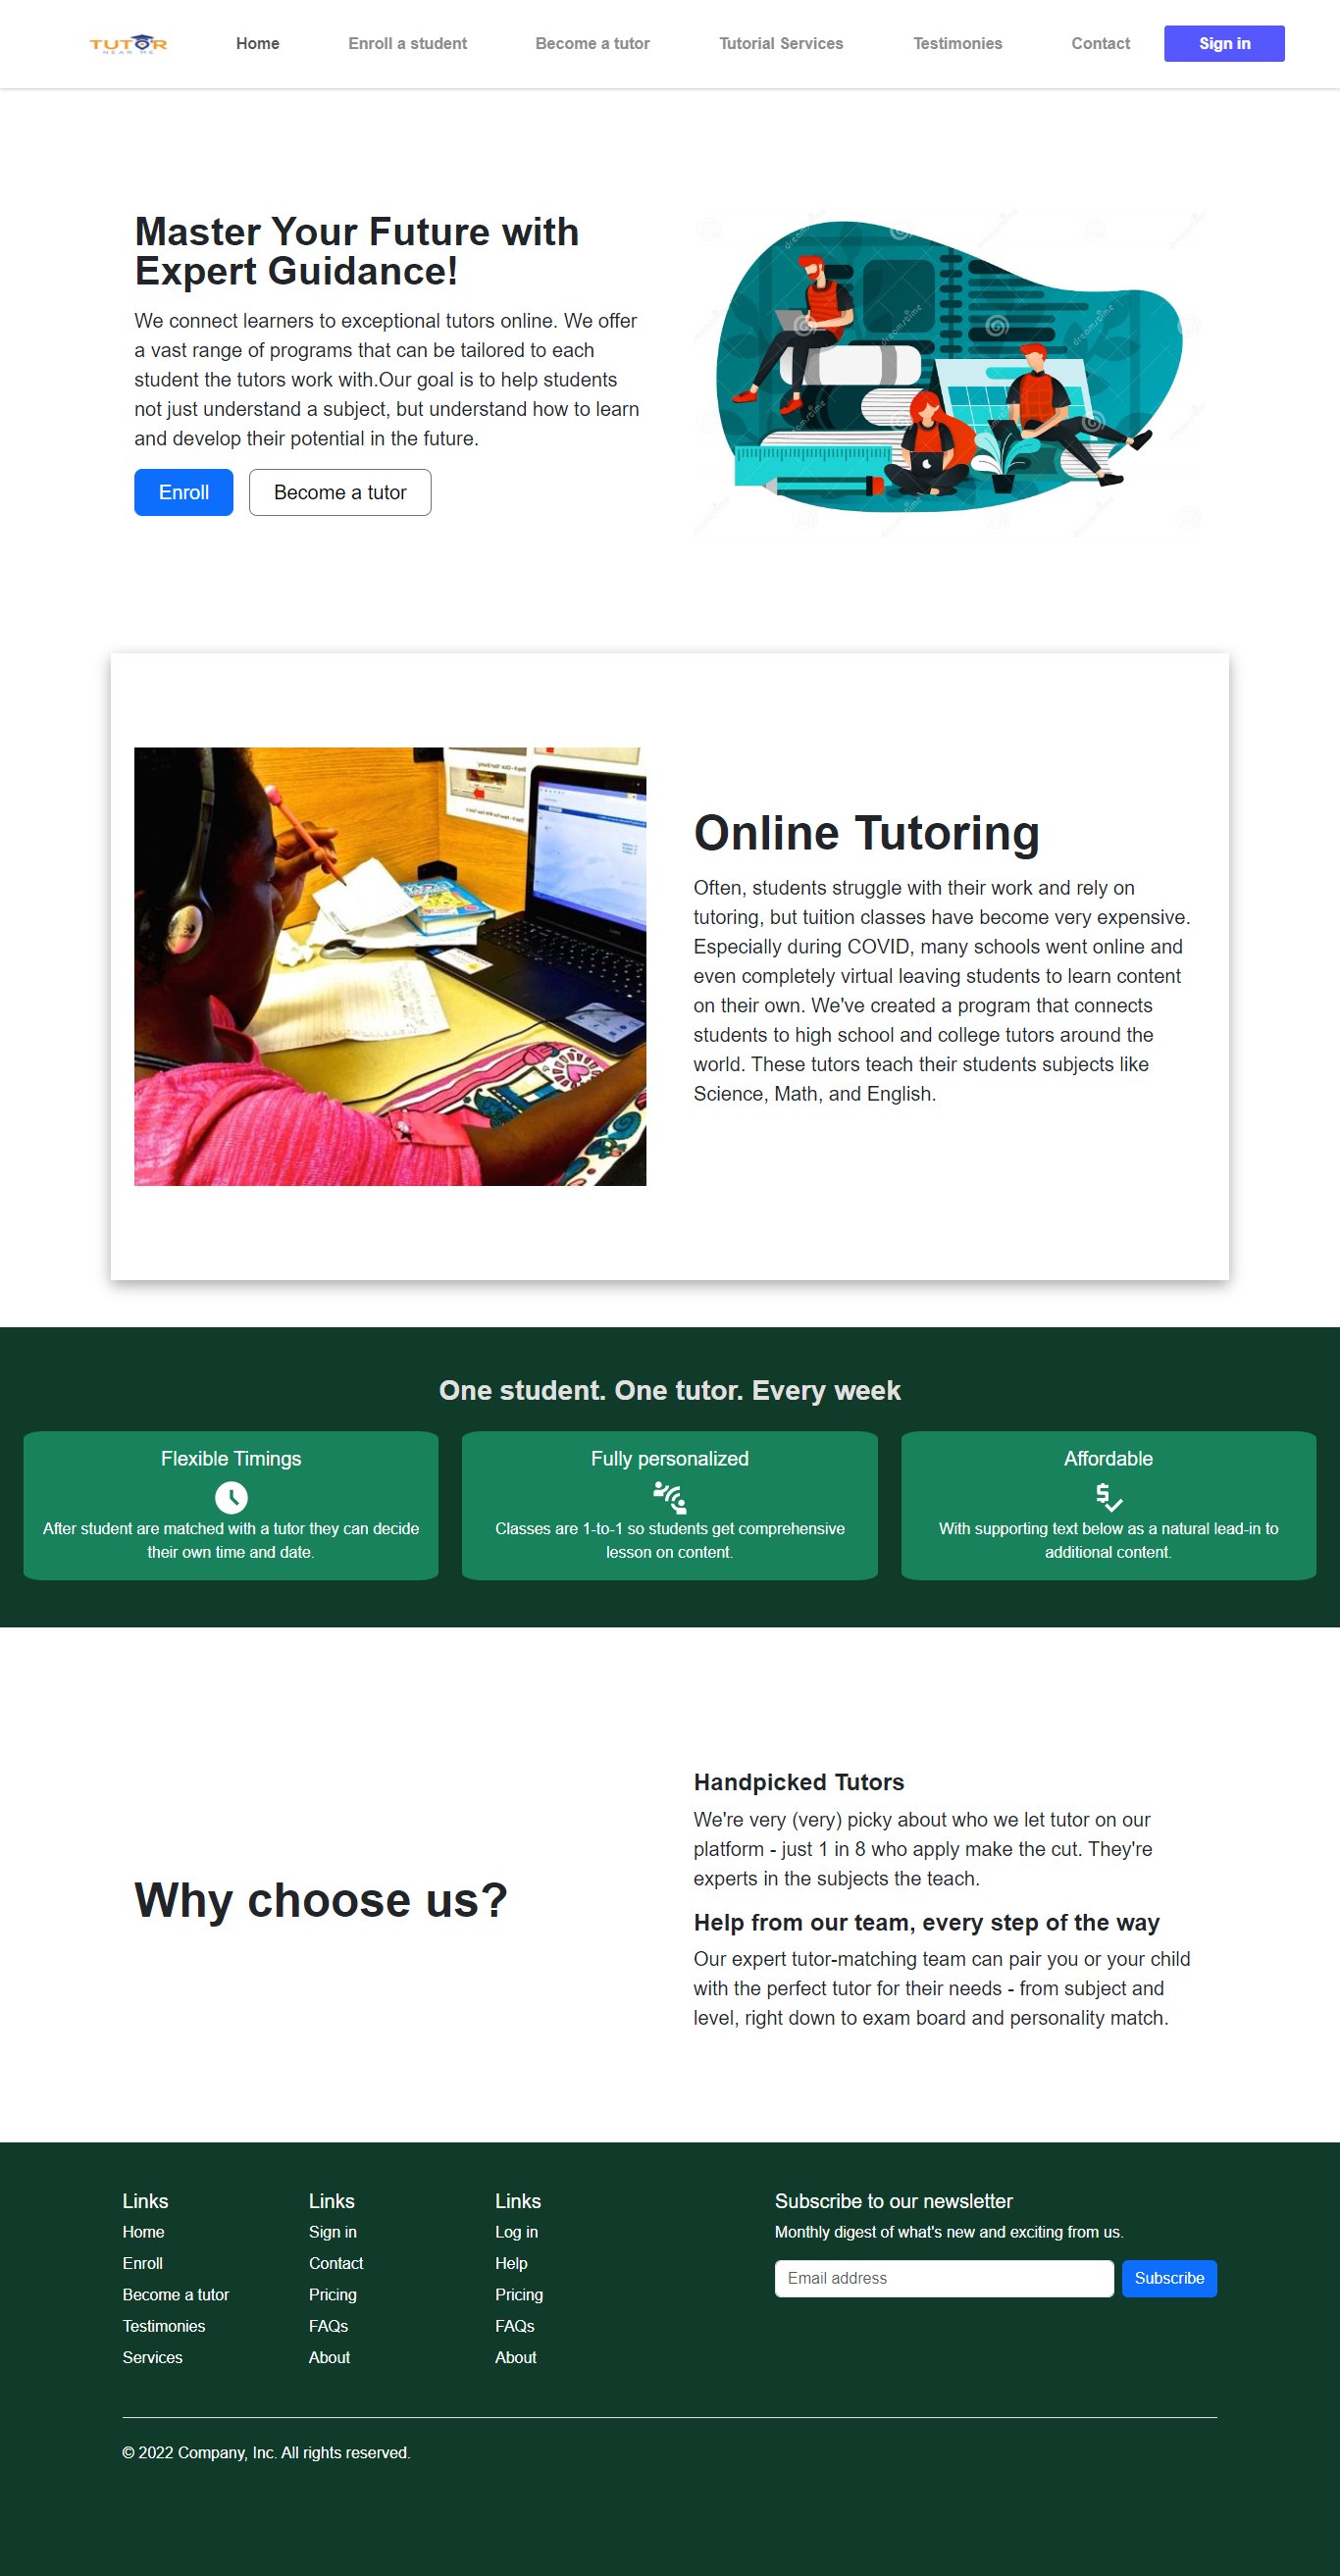 TUTOR
NEAR ME
Home
Enroll a student
Become a tutor
Tutorial Services
Testimonies
Contact
Sign in
Master Your Future with
Expert Guidance!
We connect learners to exceptional tutors online. We offer
a vast range of programs that can be tailored to each
student the tutors work with.Our goal is to help students
not just understand a subject, but understand how to learn
and develop their potential in the future.
Enroll
Become a tutor
dreamstime
Online Tutoring
Often, students struggle with their work and rely on
tutoring, but tuition classes have become very expensive.
Especially during COVID, many schools went online and
even completely virtual leaving students to learn content
on their own. We've created a program that connects
students to high school and college tutors around the
world. These tutors teach their students subjects like
Science, Math, and English.
One student. One tutor. Every week
Flexible Timings
After student are matched with a tutor they can decide
their own time and date.
Fully personalized
Classes are 1-to-1 so students get comprehensive
lesson on content.
Affordable
With supporting text below as a natural lead-in to
additional content.
Why choose us?
Handpicked Tutors
We're very (very) picky about who we let tutor on our
platform - just 1 in 8 who apply make the cut. They're
experts in the subjects the teach.
Help from our team, every step of the way
Our expert tutor-matching team can pair you or your child
with the perfect tutor for their needs - from subject and
level, right down to exam board and personality match.
Links
Home
Enroll
Become a tutor
Testimonies
Services
Links
Sign in
Contact
Pricing
FAQs
About
Links
Log in
Help
Pricing
FAQs
About
Subscribe to our newsletter
Monthly digest of what's new and exciting from us.
Email address
Subscribe
© 2022 Company, Inc. All rights reserved.